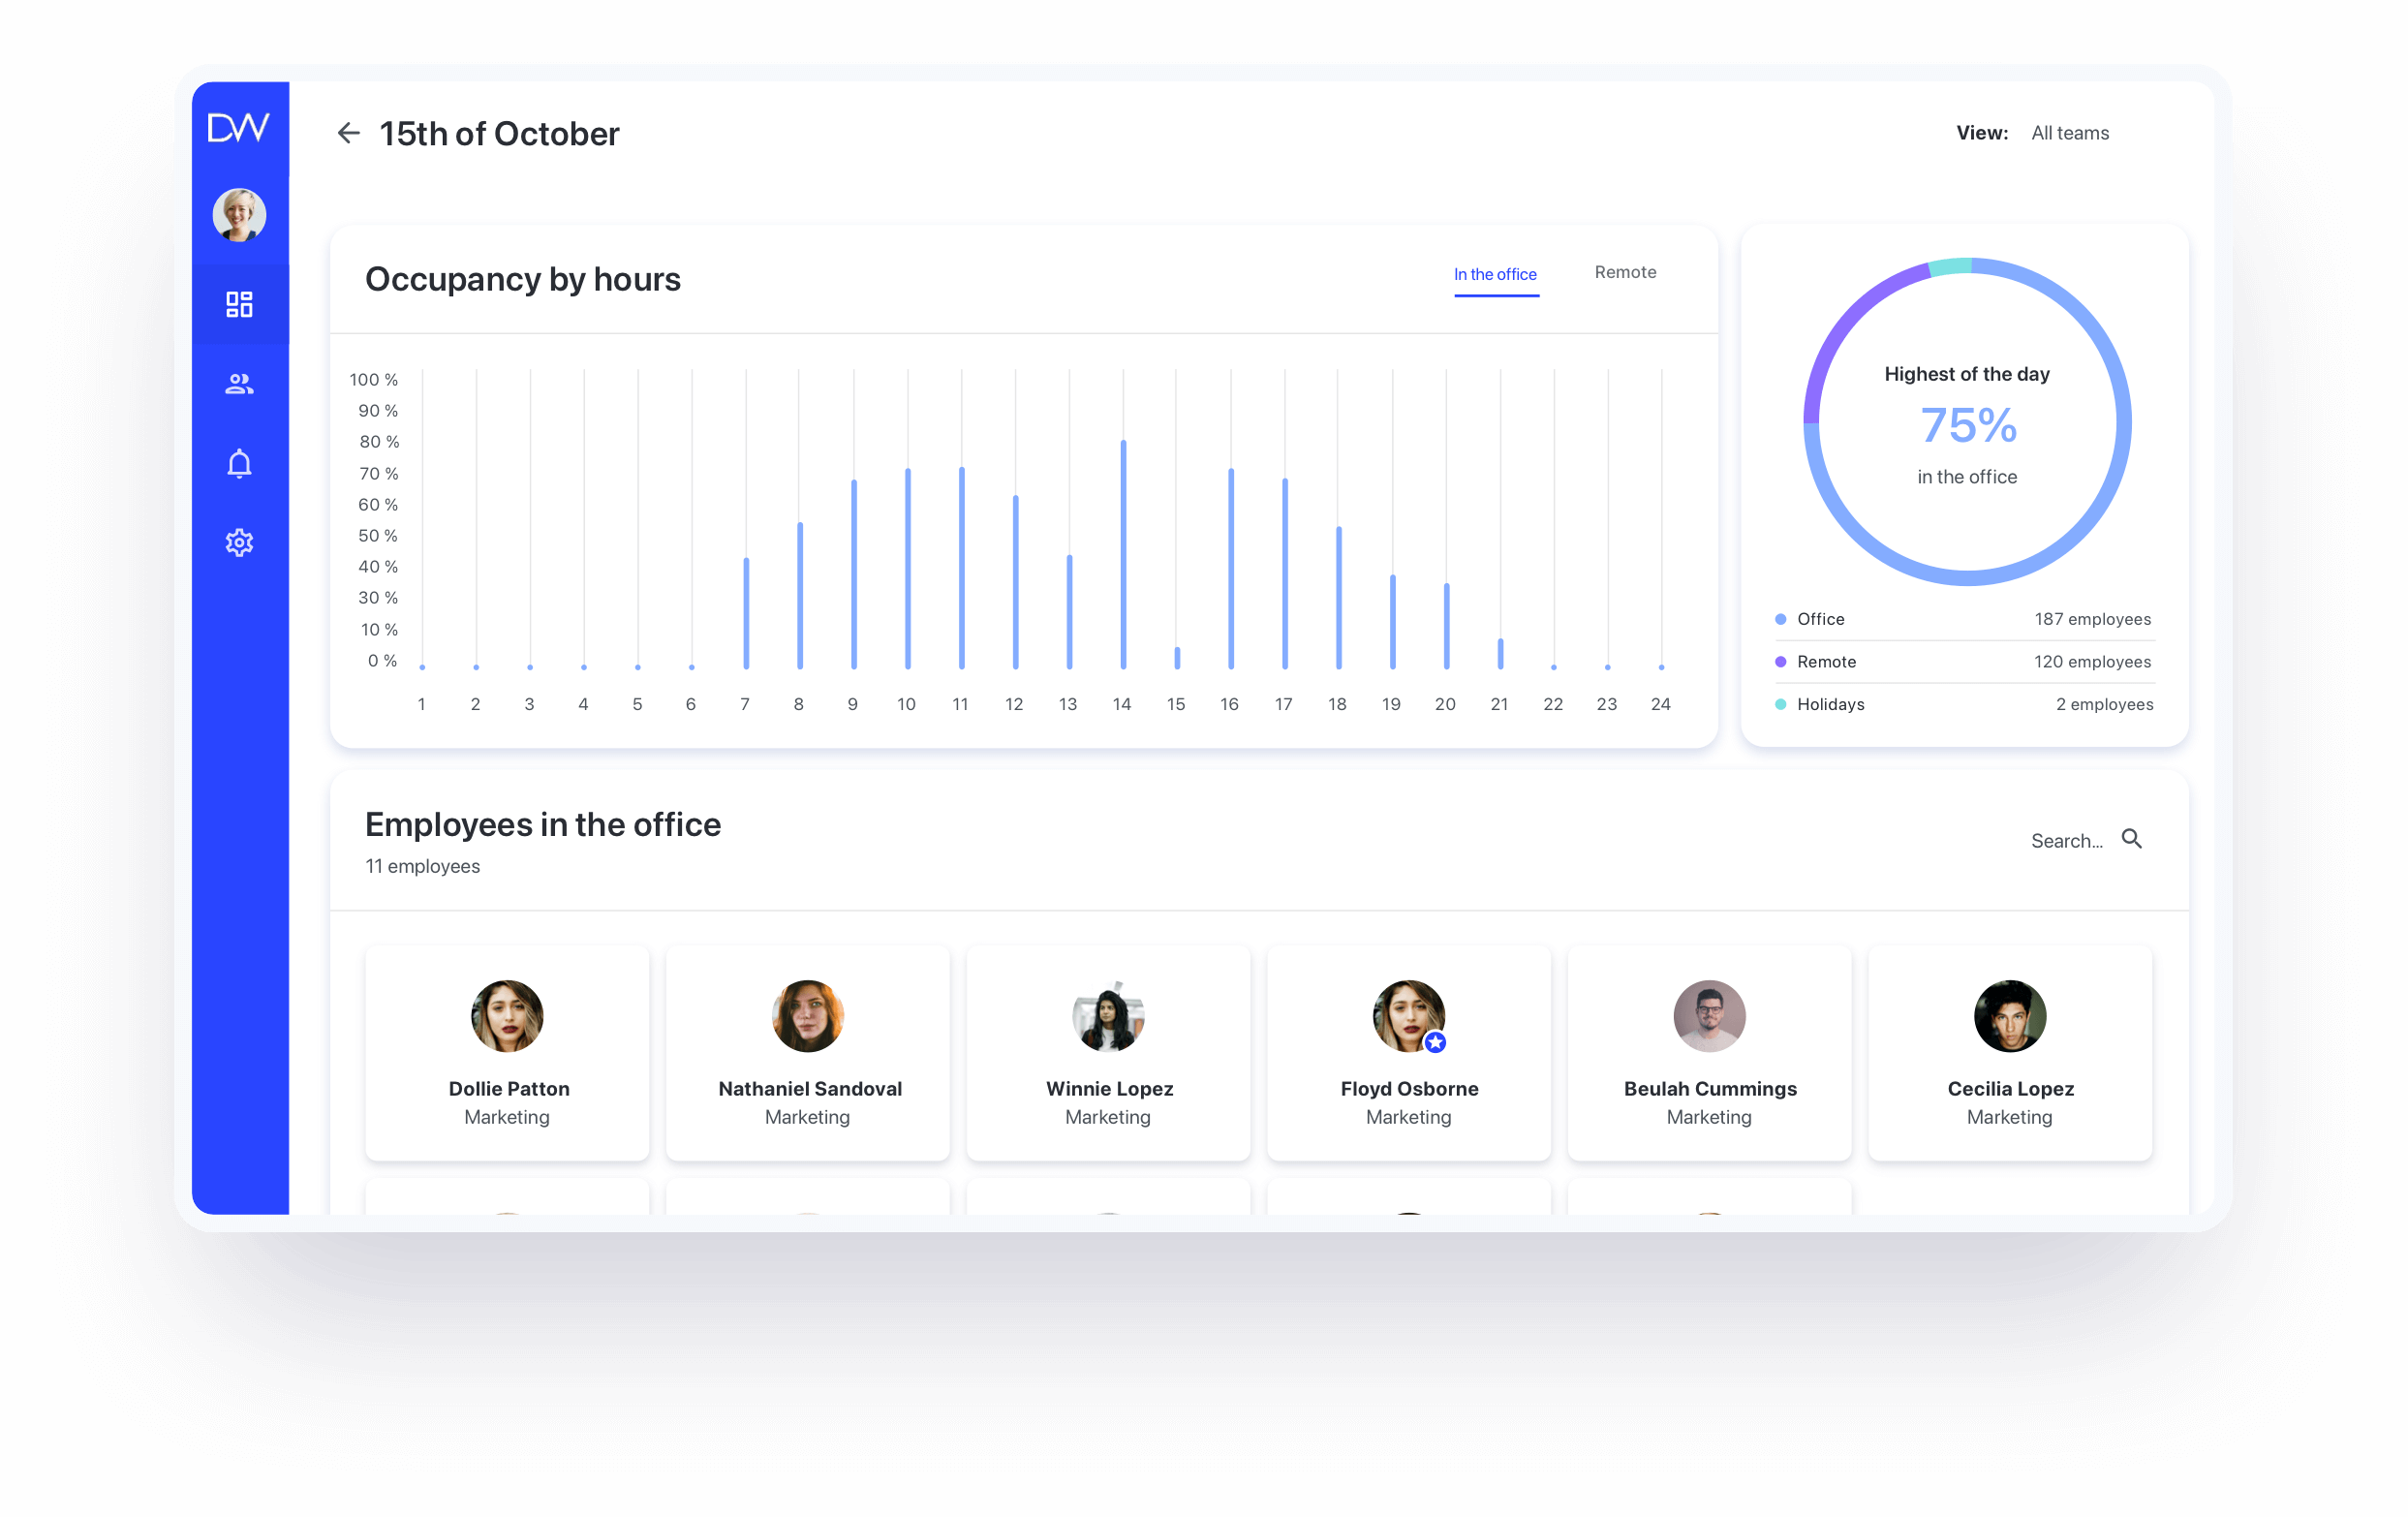 DW
15th of October
View: All teams
Occupancy by hours
In the office Remote
100 %
90 %
80 %
70 %
60 %
50 %
40 %
30 %
10 %
0 %
1 2 3 4 5 6 7 8 9 10 11 12 13 14 15 16 17 18 19 20 21 22 23 24
Highest of the day
75%
in the office
Office 187 employees
Remote 120 employees
Holidays 2 employees
Employees in the office
11 employees
Search...
Dollie Patton
Marketing
Nathaniel Sandoval
Marketing
Winnie Lopez
Marketing
Floyd Osborne
Marketing
Beulah Cummings
Marketing
Cecilia Lopez
Marketing